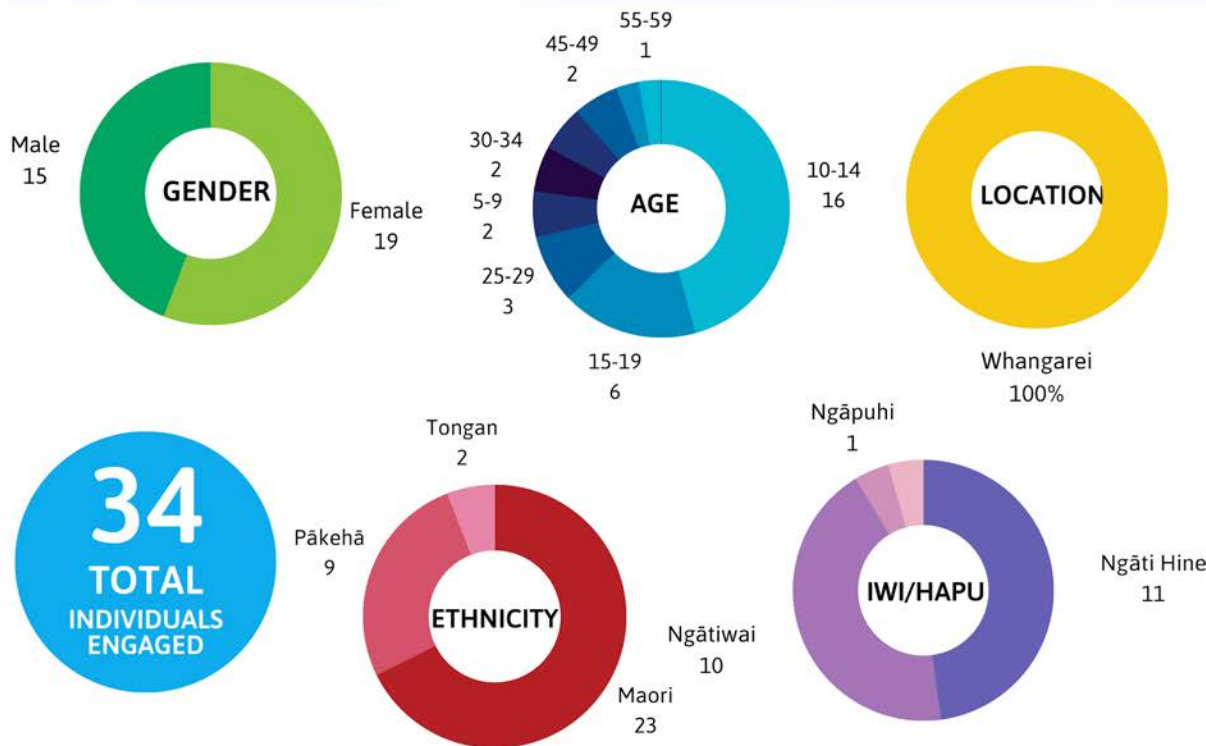 Male
15
GENDER
Female
19
55-59
1
45-49
2
30-34
2
5-9
2
25-29
3
15-19
6
10-14
16
AGE
LOCATION
Whangarei
100%
34
TOTAL
INDIVIDUALS
ENGAGED
Tongan
2
Pākehā
9
ETHNICITY
Maori
23
Ngāpuhi
1
Ngātiwai
10
IWI/HAPU
Ngāti Hine
11